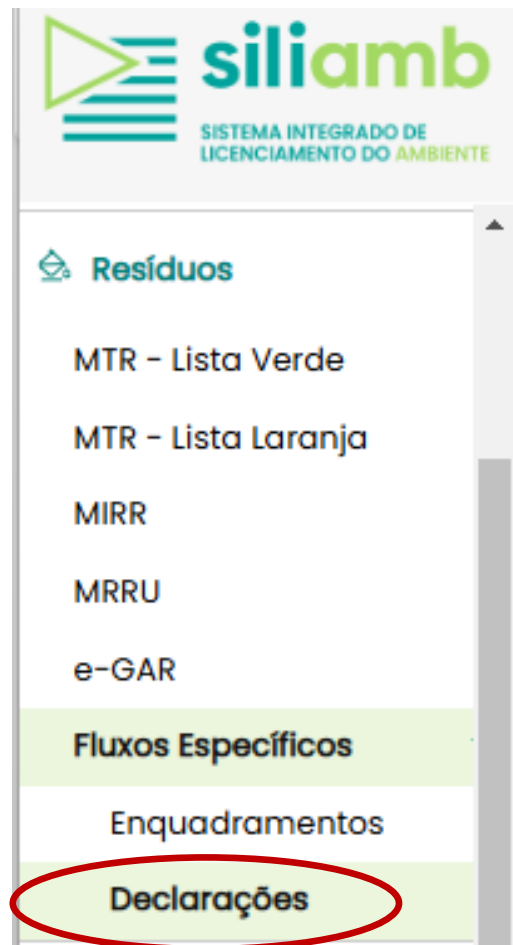 siliamb
SISTEMA INTEGRADO DE
LICENCIAMENTO DO AMBIENTE
Resíduos
MTR - Lista Verde
MTR - Lista Laranja
MIRR
MRRU
e-GAR
Fluxos Específicos
Enquadramentos
Declarações